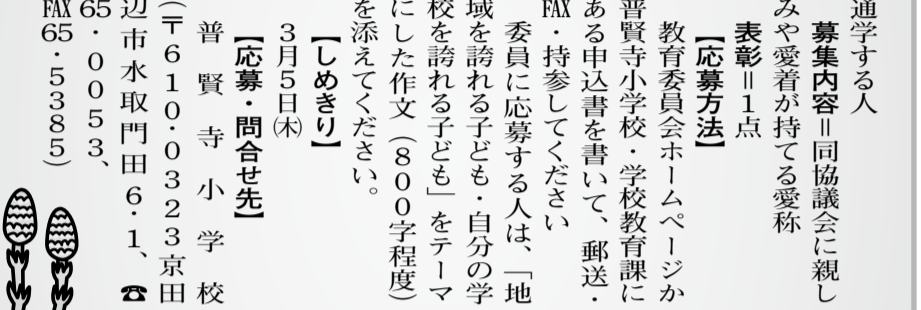 通学する人
募集内容＝同協議会に親し
みや愛着が持てる愛称
表彰＝１点
【応募方法】
教育委員会ホームページか
普賢寺小学校・学校教育課に
ある申込書を書いて、郵送・
FAX・持参してください
委員に応募する人は、「地
域を誇れる子ども・自分の学
校を誇れる子ども」をテーマ
にした作文（８００字程度）
を添えてください。
【しめきり】
３月５日㈭
【応募・問合せ先】
普賢寺小学校
（〒６１０・０３２３京田
辺市水取門田６・１、☎
65・００５３、
FAX65・５３８５）